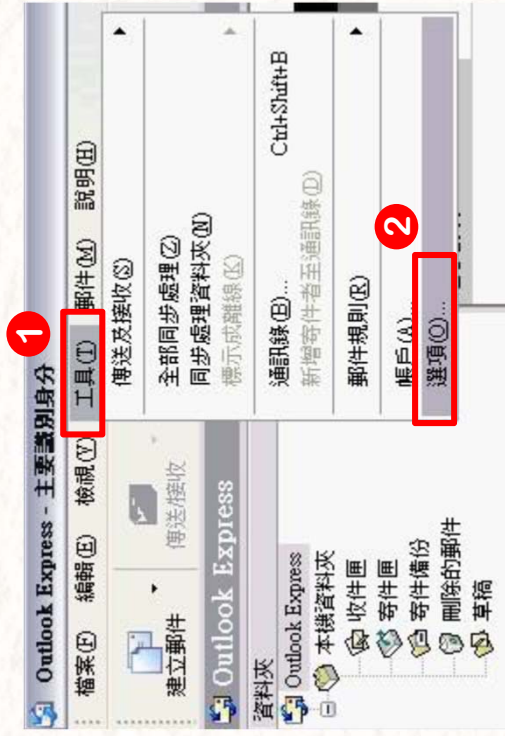 Outlook Express - 主要識別身分
1
檔案(F) 編輯(E) 檢視(V) 工具(T) 郵件(M) 說明(H)
建立郵件
傳送/接收
Outlook Express
資料夾
Outlook Express
本機資料夾
收件匣
寄件匣
寄件備份
刪除的郵件
草稿
傳送及接收(S)
全部同步處理(Z)
同步處理資料夾(N)
標示成離線(K)
通訊錄(B)... Ctrl+Shift+B
新增寄件者至通訊錄(D)
郵件規則(R)
帳戶(A)...
2
選項(O)...